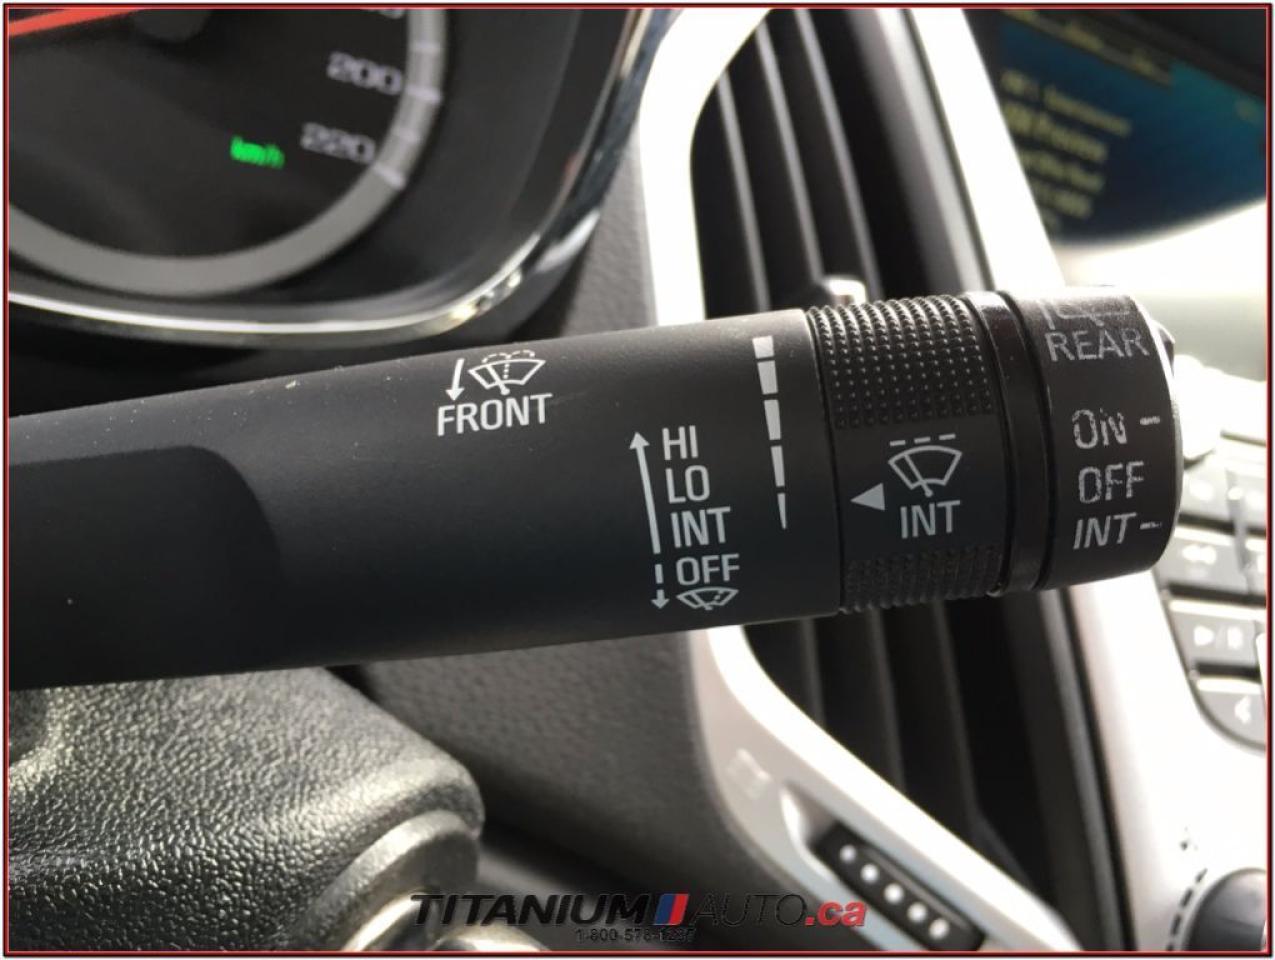 200
220
km/h
FRONT
HI
LO
INT
OFF
INT
REAR
ON
OFF
INT
TITANIUM AUTO.ca